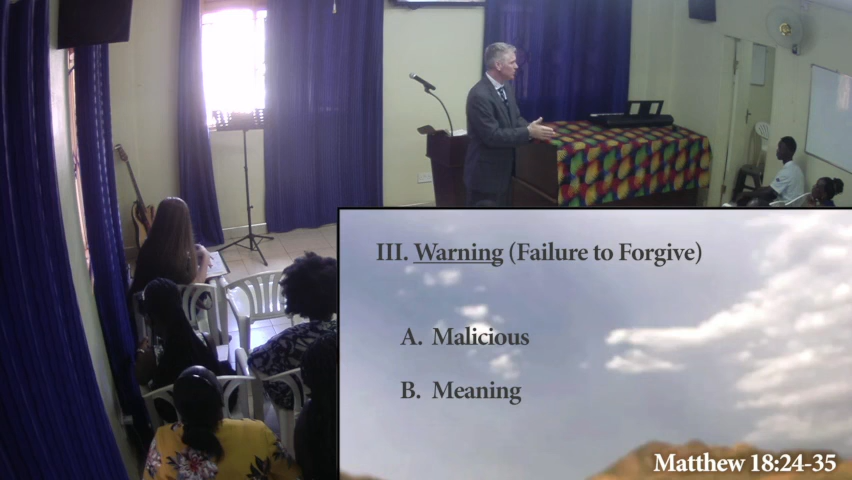 III. Warning (Failure to Forgive)
A. Malicious
B. Meaning
Matthew 18:24-35